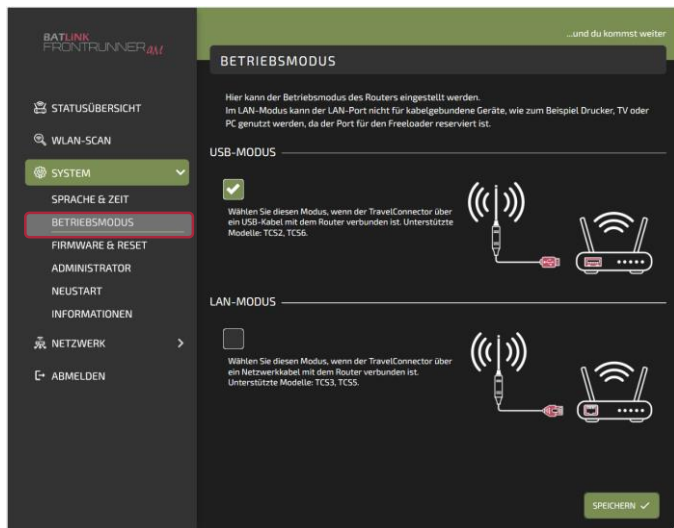 BATLINK
FRONTRUNNER aM
...und du kommst weiter
BETRIEBSMODUS
STATUSÜBERSICHT
WLAN-SCAN
SYSTEM
SPRACHE & ZEIT
BETRIEBSMODUS
FIRMWARE & RESET
ADMINISTRATOR
NEUSTART
INFORMATIONEN
NETZWERK
ABMELDEN
Hier kann der Betriebsmodus des Routers eingestellt werden.
Im LAN-Modus kann der LAN-Port nicht für kabelgebundene Geräte, wie zum Beispiel Drucker, TV oder
PC genutzt werden, da der Port für den Freeloader reserviert ist.
USB-MODUS
Wählen Sie diesen Modus, wenn der TravelConnector über
ein USB-Kabel mit dem Router verbunden ist. Unterstützte
Modelle: TCS2, TCS6.
LAN-MODUS
Wählen Sie diesen Modus, wenn der TravelConnector über
ein Netzwerkkabel mit dem Router verbunden ist.
Unterstützte Modelle: TCS3, TCS5.
SPEICHERN